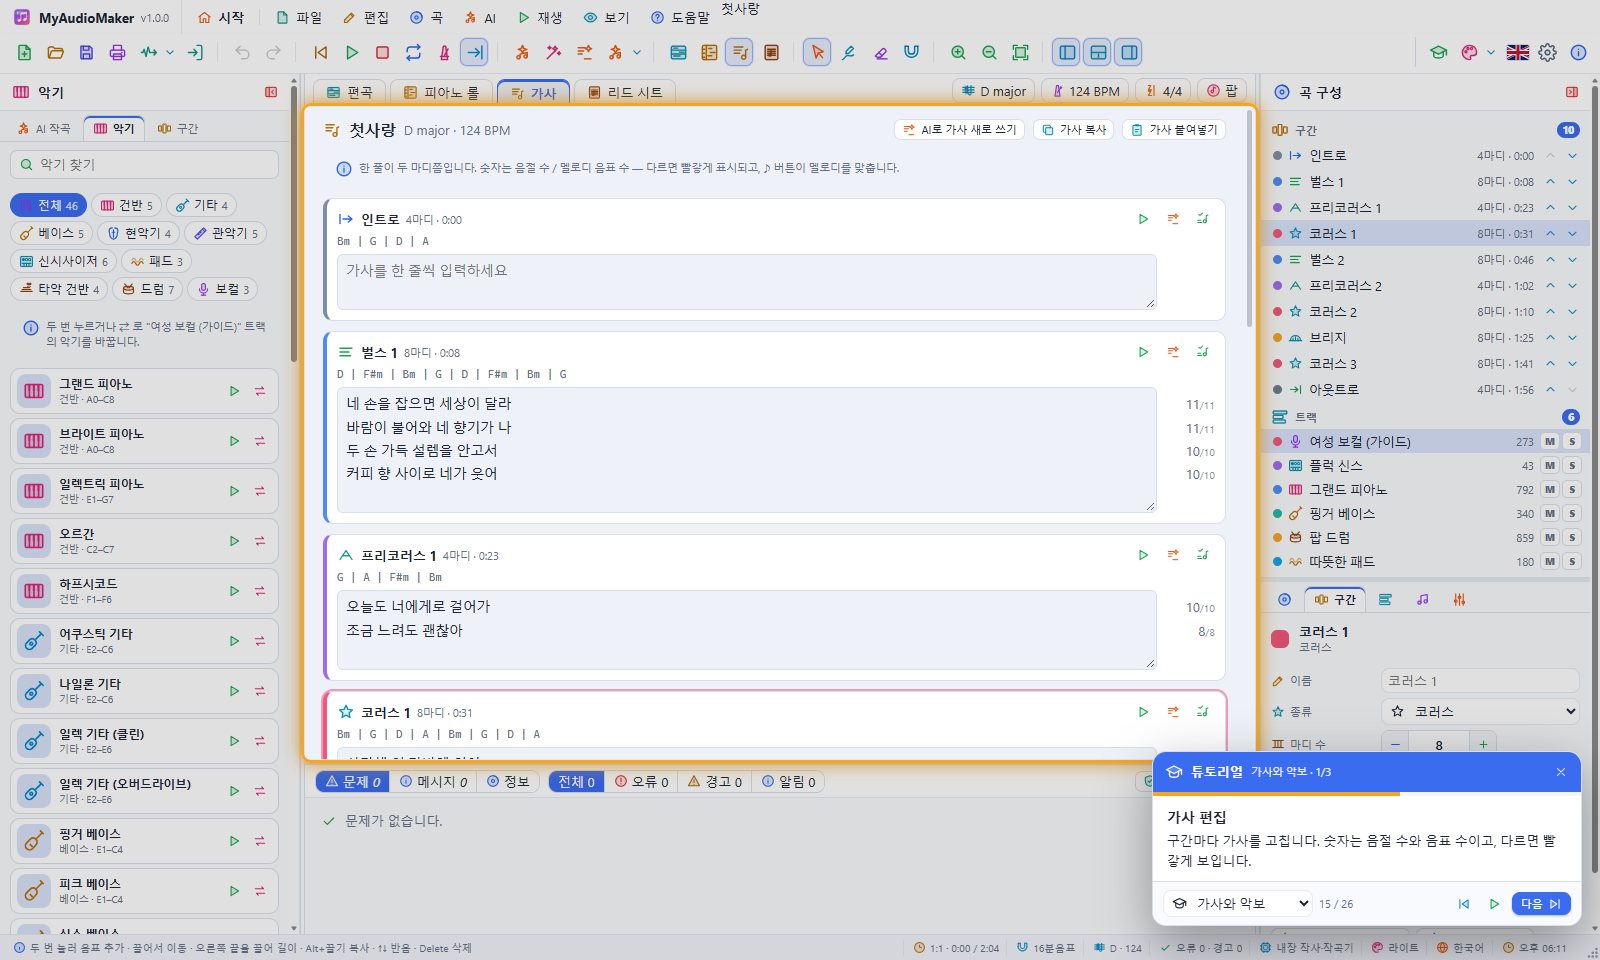 MyAudioMaker v1.0.0 시작 파일 편집 곡 AI 재생 보기 도움말 첫사랑
악기
AI 작곡 악기 구간
악기 찾기
전체 46 건반 5 기타 4
베이스 5 현악기 4 관악기 5
신시사이저 6 패드 3
타악 건반 4 드럼 7 보컬 3
두 번 누르거나 ⇄ 로 "여성 보컬 (가이드)" 트랙
의 악기를 바꿉니다.
그랜드 피아노
건반 · A0–C8
브라이트 피아노
건반 · A0–C8
일렉트릭 피아노
건반 · E1–G7
오르간
건반 · C2–C7
하프시코드
건반 · F1–F6
어쿠스틱 기타
기타 · E2–C6
나일론 기타
기타 · E2–C6
일렉 기타 (클린)
기타 · E2–E6
일렉 기타 (오버드라이브)
기타 · E2–E6
핑거 베이스
베이스 · E1–C4
피크 베이스
베이스 · E1–C4
편곡 피아노 롤 가사 리드 시트
D major 124 BPM 4/4 팝
첫사랑 D major · 124 BPM
AI로 가사 새로 쓰기 가사 복사 가사 붙여넣기
한 줄이 두 마디쯤입니다. 숫자는 음절 수 / 멜로디 음표 수 — 다르면 빨갛게 표시되고, ♪ 버튼이 멜로디를 맞춥니다.
인트로 4마디 · 0:00
Bm | G | D | A
가사를 한 줄씩 입력하세요
벌스 1 8마디 · 0:08
D | F#m | Bm | G | D | F#m | Bm | G
네 손을 잡으면 세상이 달라 11/11
바람이 불어와 네 향기가 나 11/11
두 손 가득 설렘을 안고서 10/10
커피 향 사이로 네가 웃어 10/10
프리코러스 1 4마디 · 0:23
G | A | F#m | Bm
오늘도 너에게로 걸어가 10/10
조금 느려도 괜찮아 8/8
코러스 1 8마디 · 0:31
Bm | G | D | A | Bm | G | D | A
문제 0 메시지 0 정보 전체 0 오류 0 경고 0 알림 0
문제가 없습니다.
곡 구성
구간 10
인트로 4마디 · 0:00
벌스 1 8마디 · 0:08
프리코러스 1 4마디 · 0:23
코러스 1 8마디 · 0:31
벌스 2 8마디 · 0:46
프리코러스 2 4마디 · 1:02
코러스 2 8마디 · 1:10
브리지 8마디 · 1:25
코러스 3 8마디 · 1:41
아웃트로 4마디 · 1:56
트랙 6
여성 보컬 (가이드) 273 M S
플럭 신스 43 M S
그랜드 피아노 792 M S
핑거 베이스 340 M S
팝 드럼 859 M S
따뜻한 패드 180 M S
구간
코러스 1
코러스
이름 코러스 1
종류 코러스
마디 수 8
튜토리얼 가사와 악보 · 1/3
가사 편집
구간마다 가사를 고칩니다. 숫자는 음절 수와 음표 수이고, 다르면 빨
갛게 보입니다.
가사와 악보 15 / 26 다음
두 번 눌러 음표 추가 · 끌어서 이동 · 오른쪽 끝을 끌어 길이 · Alt+끌기 복사 · ↑↓ 반음 · Delete 삭제
1:1 · 0:00 / 2:04 16분음표 D · 124 오류 0 · 경고 0 내장 작사·작곡기 라이트 한국어 오후 06:11